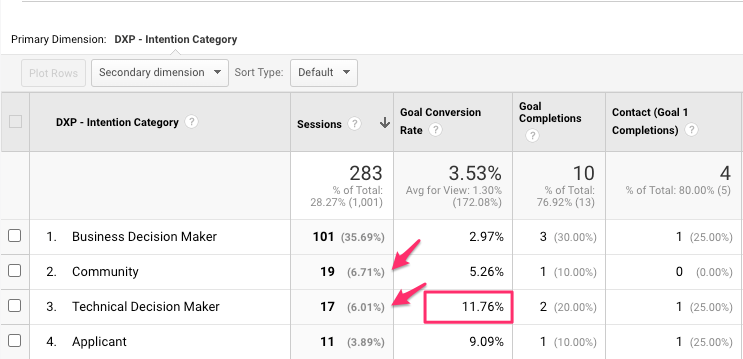 Primary Dimension: DXP - Intention Category
Plot Rows Secondary dimension Sort Type: Default
DXP - Intention Category ? Sessions ? Goal Conversion Rate ? Goal Completions ? Contact (Goal 1 Completions) ?
283 3.53% 10 4
% of Total: 28.27% (1,001) Avg for View: 1.30% (172.08%) % of Total: 76.92% (13) % of Total: 80.00% (5)
1. Business Decision Maker 101 (35.69%) 2.97% 3 (30.00%) 1 (25.00%)
2. Community 19 (6.71%) 5.26% 1 (10.00%) 0 (0.00%)
3. Technical Decision Maker 17 (6.01%) 11.76% 2 (20.00%) 1 (25.00%)
4. Applicant 11 (3.89%) 9.09% 1 (10.00%) 1 (25.00%)